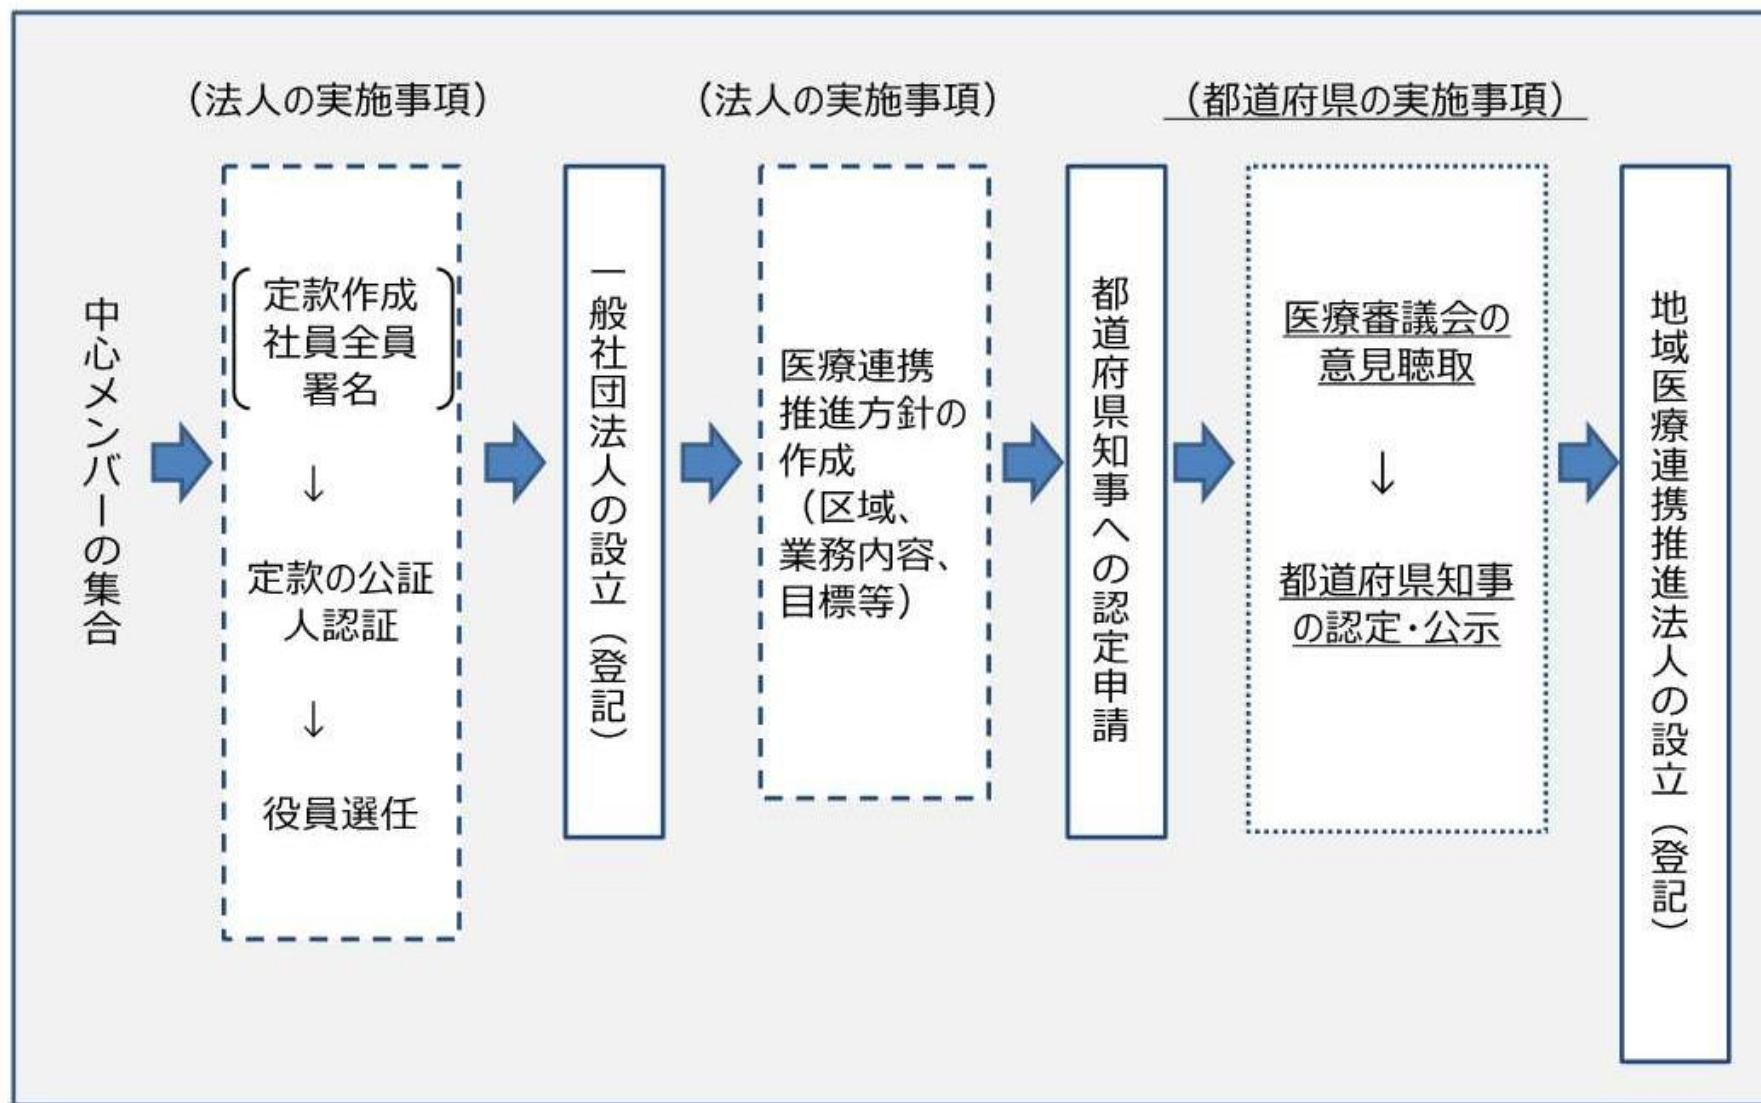 （法人の実施事項）
（法人の実施事項）
（都道府県の実施事項）
中心メンバーの集合
定款作成
社員全員
署名
↓
定款の公証
人認証
↓
役員選任
一般社団法人の設立（登記）
医療連携
推進方針の
作成
（区域、
業務内容、
目標等）
都道府県知事への認定申請
医療審議会の
意見聴取
↓
都道府県知事
の認定・公示
地域医療連携推進法人の設立（登記）